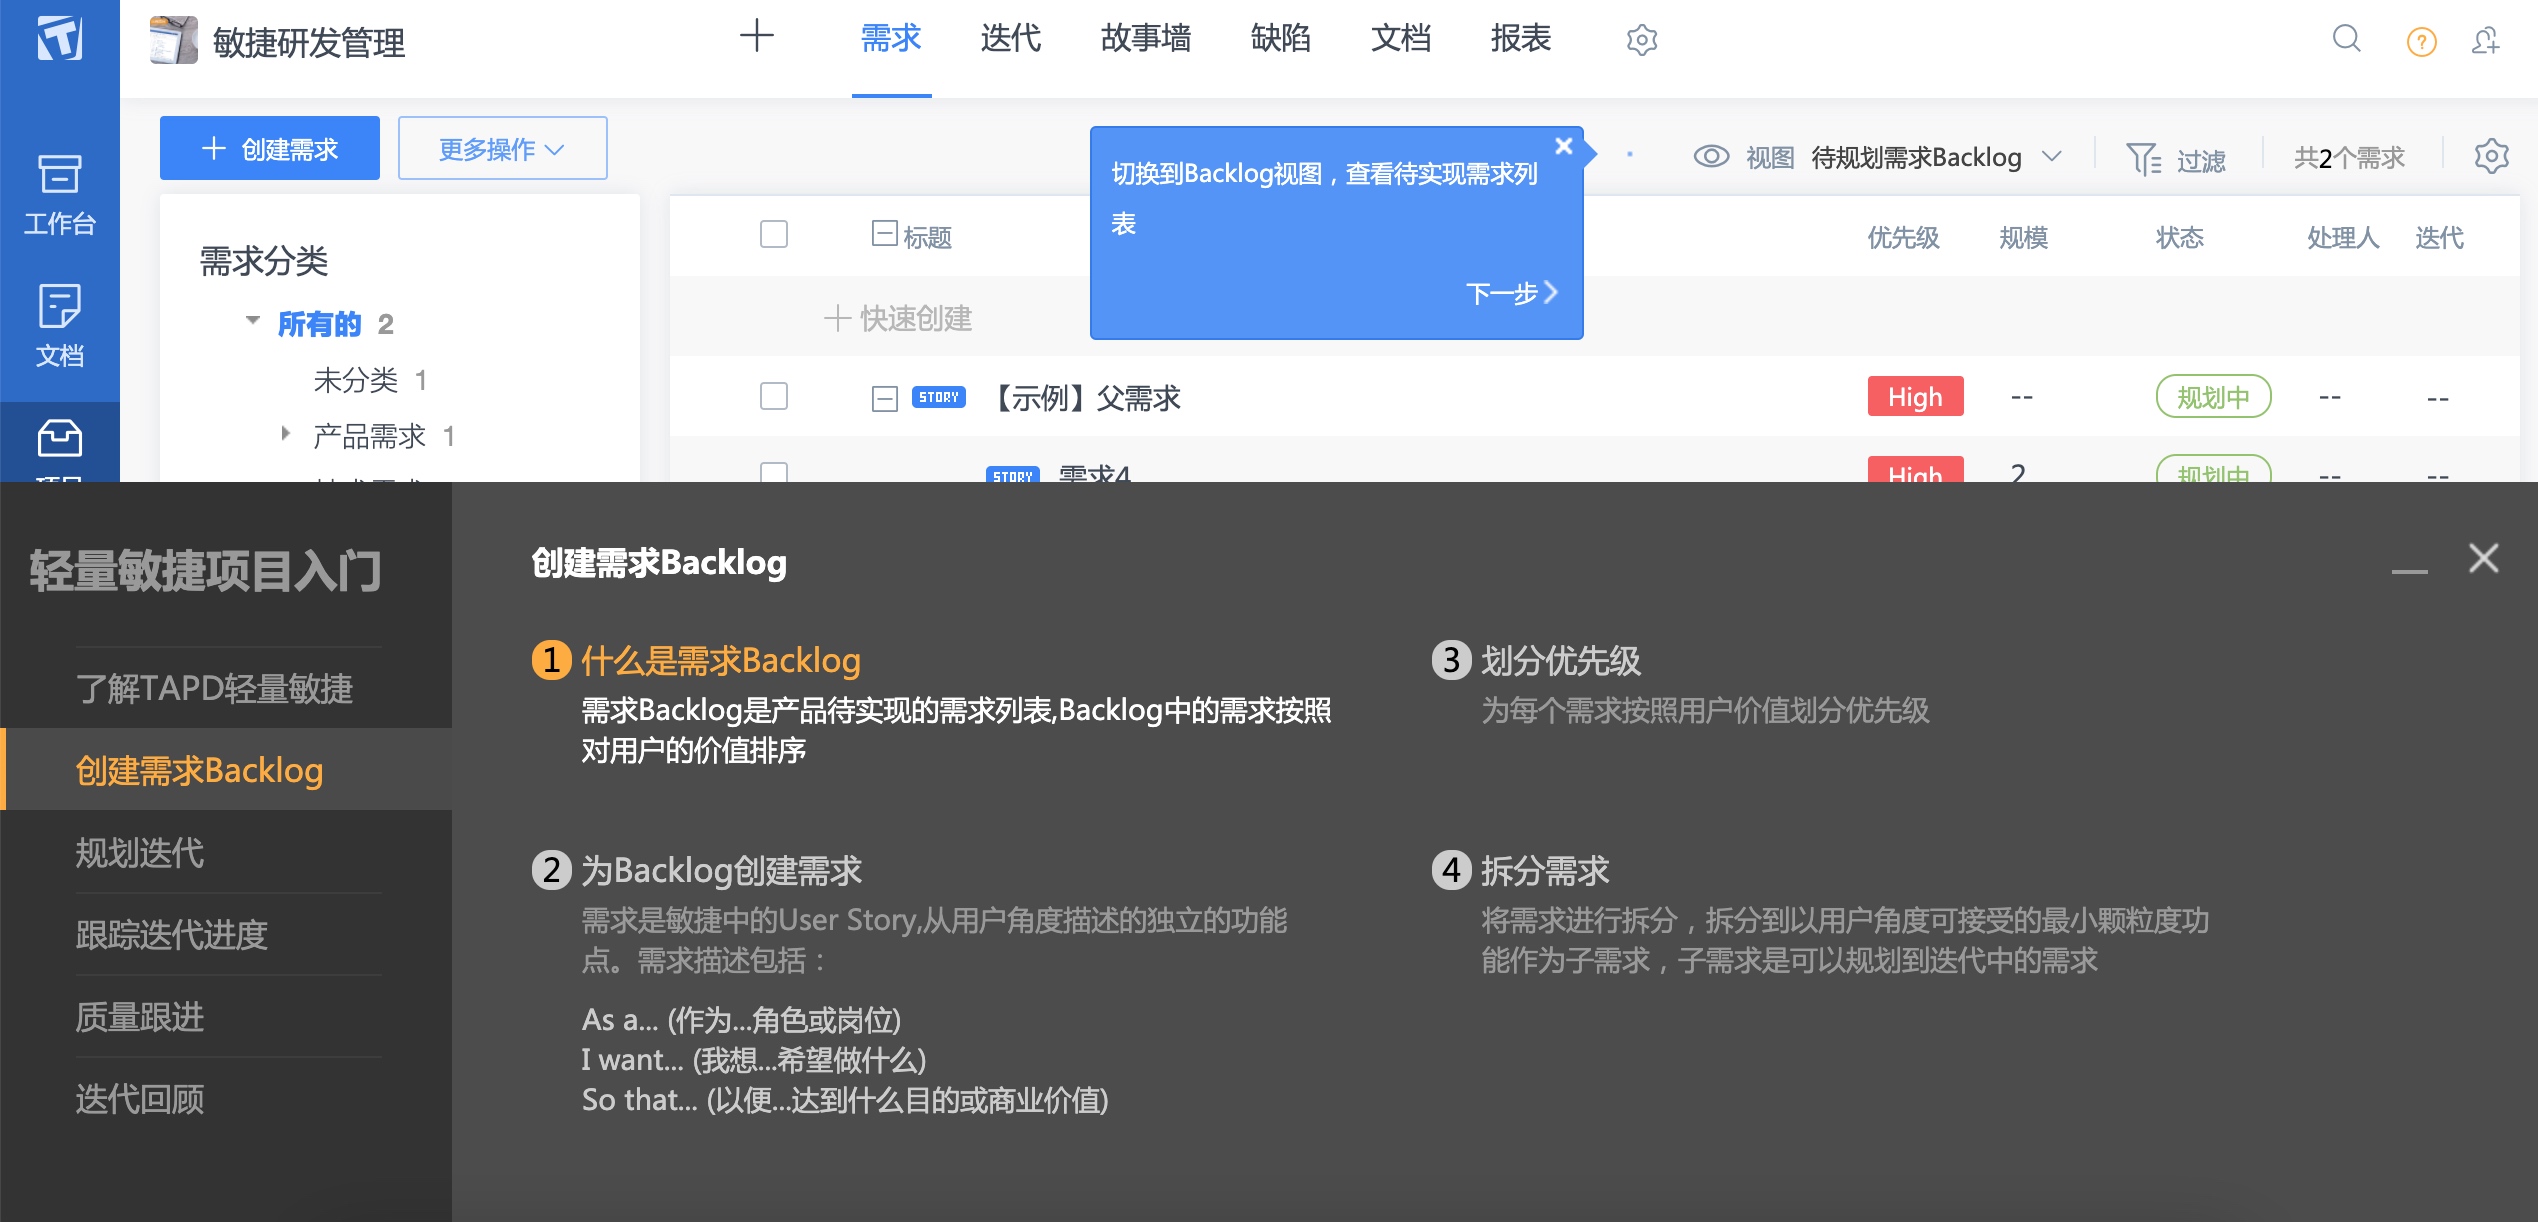 敏捷研发管理
需求
迭代
故事墙
缺陷
文档
报表
工作台
文档
项目
创建需求
更多操作
切换到Backlog视图，查看待实现需求列
表
下一步
视图 待规划需求Backlog
过滤
共2个需求
需求分类
所有的 2
未分类 1
产品需求 1
技术需求
标题
优先级
规模
状态
处理人
迭代
快速创建
STORY 【示例】父需求 High -- 规划中 -- --
STORY 需求4 High 2 规划中 -- --
轻量敏捷项目入门
了解TAPD轻量敏捷
创建需求Backlog
规划迭代
跟踪迭代进度
质量跟进
迭代回顾
创建需求Backlog
1 什么是需求Backlog
需求Backlog是产品待实现的需求列表,Backlog中的需求按照
对用户的价值排序
2 为Backlog创建需求
需求是敏捷中的User Story,从用户角度描述的独立的功能
点。需求描述包括：
As a... (作为...角色或岗位)
I want... (我想...希望做什么)
So that... (以便...达到什么目的或商业价值)
3 划分优先级
为每个需求按照用户价值划分优先级
4 拆分需求
将需求进行拆分，拆分到以用户角度可接受的最小颗粒度功
能作为子需求，子需求是可以规划到迭代中的需求